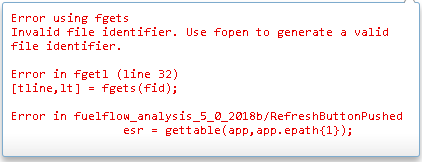 Error using fgets
Invalid file identifier. Use fopen to generate a valid
file identifier.
Error in fgetl (line 32)
[tline,lt] = fgets(fid);
Error in fuelflow_analysis_5_0_2018b/RefreshButtonPushed
esr = gettable(app,app.epath{1});